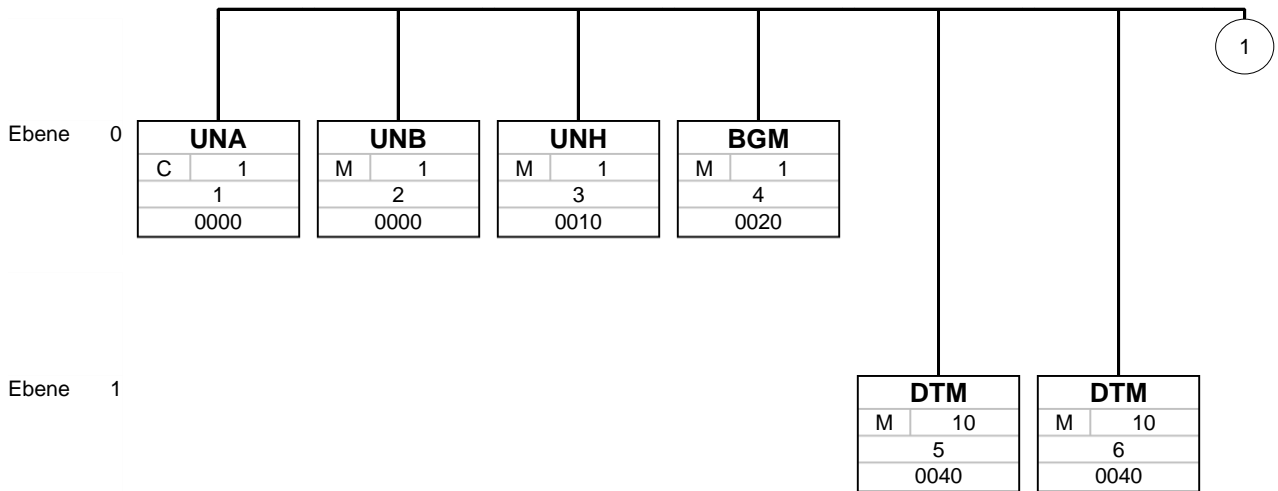 1
Ebene 0
UNA UNB UNH BGM
C 1 M 1 M 1 M 1
1 2 3 4
0000 0000 0010 0020
Ebene 1
DTM DTM
M 10 M 10
5 6
0040 0040